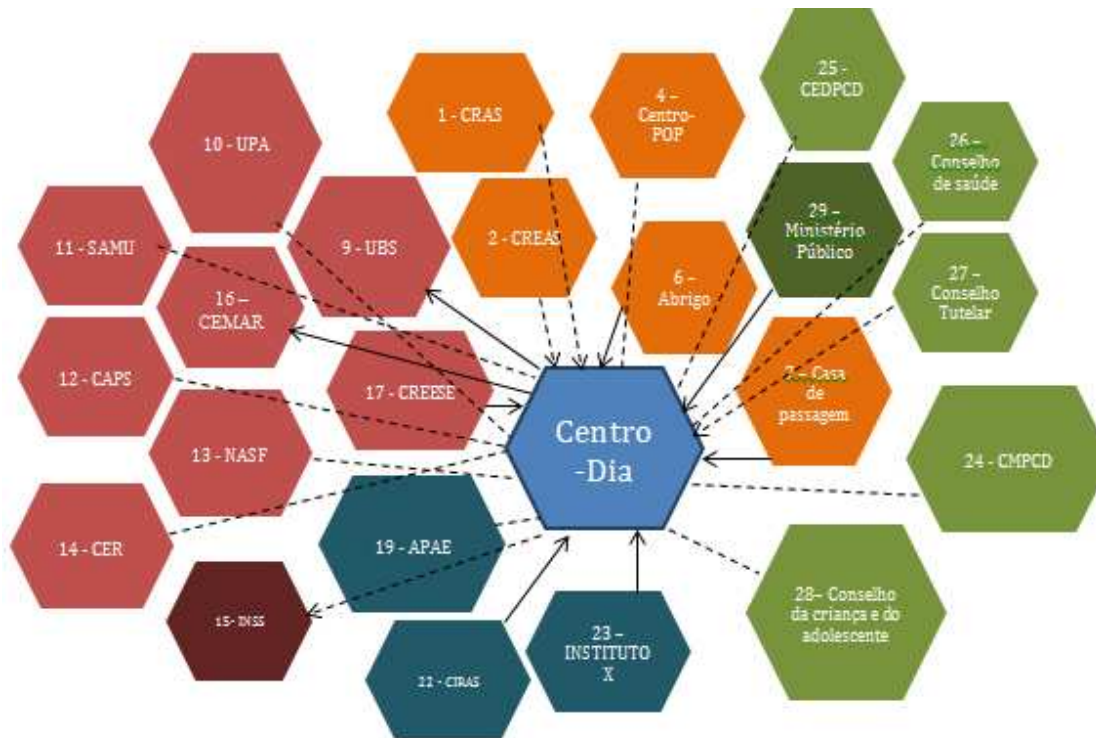 25 -
CEDPCD
10 - UPA
1 - CRAS
4 –
Centro-
POP
26 –
Conselho
de saúde
11 - SAMU
9 - UBS
2 - CREAS
29 –
Ministério
Público
6 -
Abrigo
27 –
Conselho
Tutelar
16 –
CEMAR
12 - CAPS
17 - CREESE
7 – Casa
de
passagem
Centro
-Dia
13 - NASF
24 - CMPCD
14 - CER
19 - APAE
15- INSS
28– Conselho
da criança e do
adolescente
23 –
INSTITUTO
X
22 - CIRAS